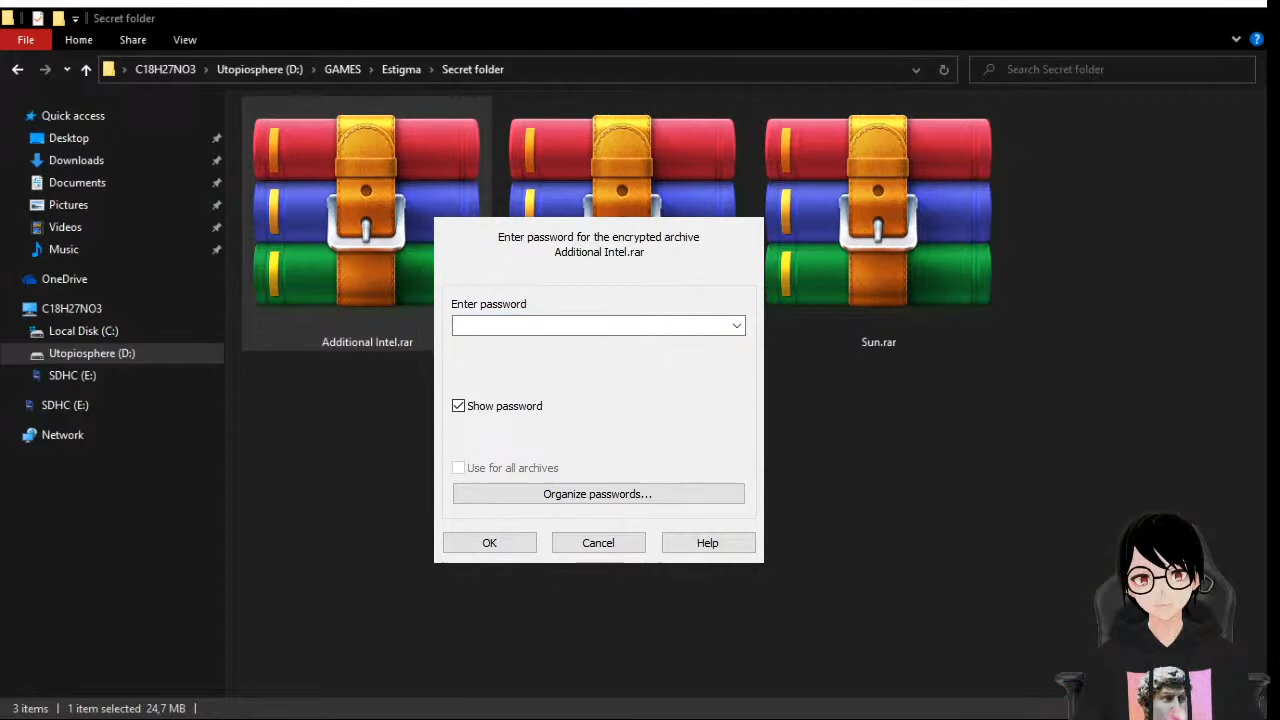 Secret folder
File Home Share View
C18H27NO3 Utopiosphere (D:) GAMES Estigma Secret folder
Search Secret folder
Quick access
Desktop
Downloads
Documents
Pictures
Videos
Music
OneDrive
C18H27NO3
Local Disk (C:)
Utopiosphere (D:)
SDHC (E:)
SDHC (E:)
Network
Additional Intel.rar
Sun.rar
Enter password for the encrypted archive
Additional Intel.rar
Enter password
Show password
Use for all archives
Organize passwords...
OK Cancel Help
3 items 1 item selected 24,7 MB